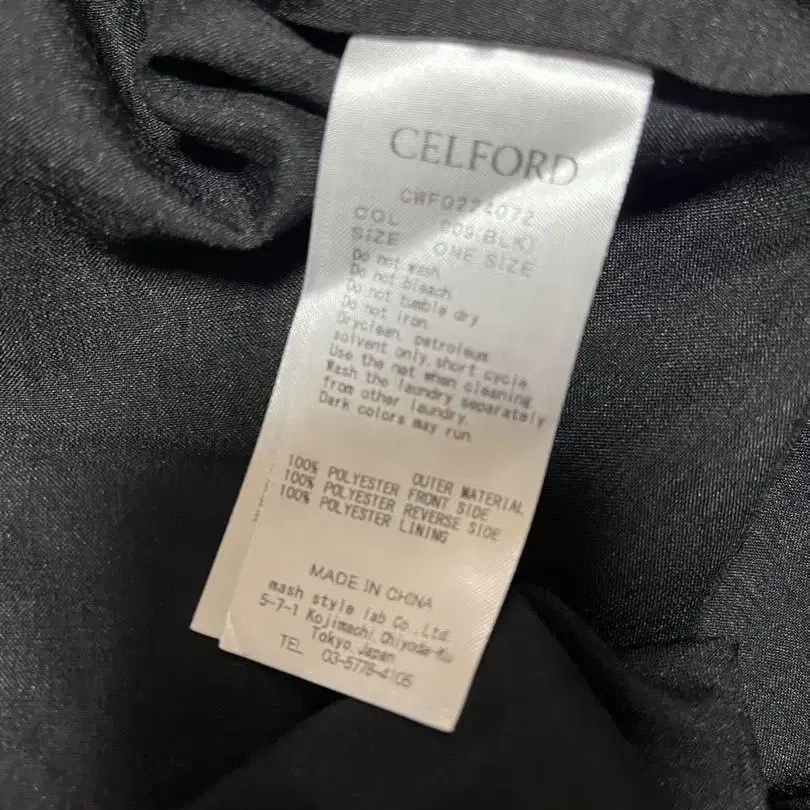 CELFORD
CWFO224072
COL 009(BLK)
SIZE ONE SIZE
Do not wash
Do not bleach
Do not tumble dry
Do not iron
Dryclean, petroleum
solvent only, short cycle
Use the net when cleaning
Wash the laundry separately
from other laundry.
Dark colors may run
OUTER MATERIAL
100% POLYESTER FRONT SIDE
100% POLYESTER REVERSE SIDE
100% POLYESTER LINING
MADE IN CHINA
mash style lab Co.,Ltd.
5-7-1 Kojimachi,Chiyoda-Ku
Tokyo,Japan
TEL 03-5778-4105